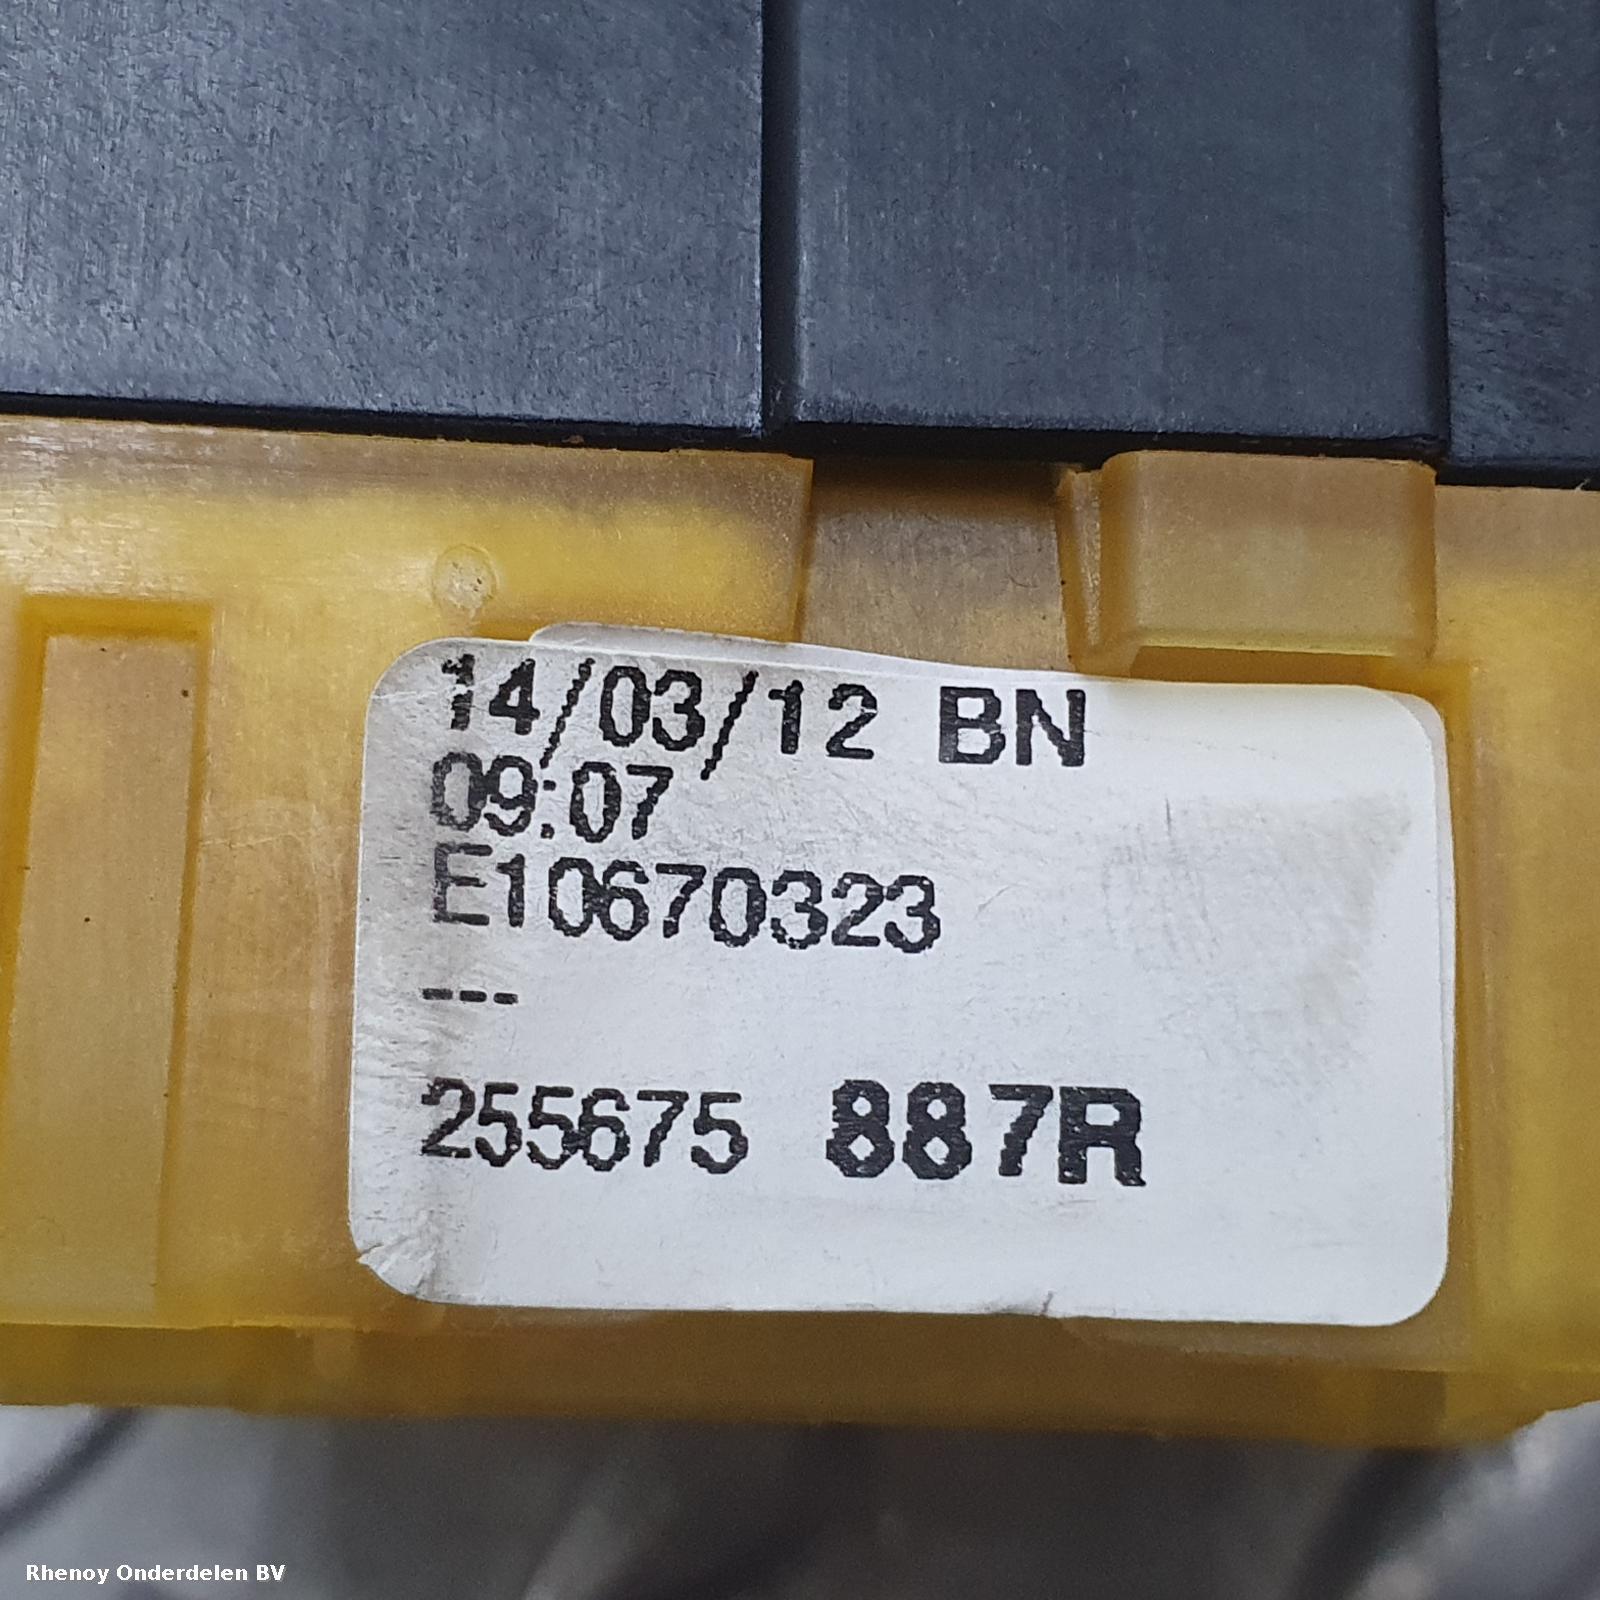 14/03/12 BN
09:07
E10670323
---
255675 887R
Rhenoy Onderdelen BV